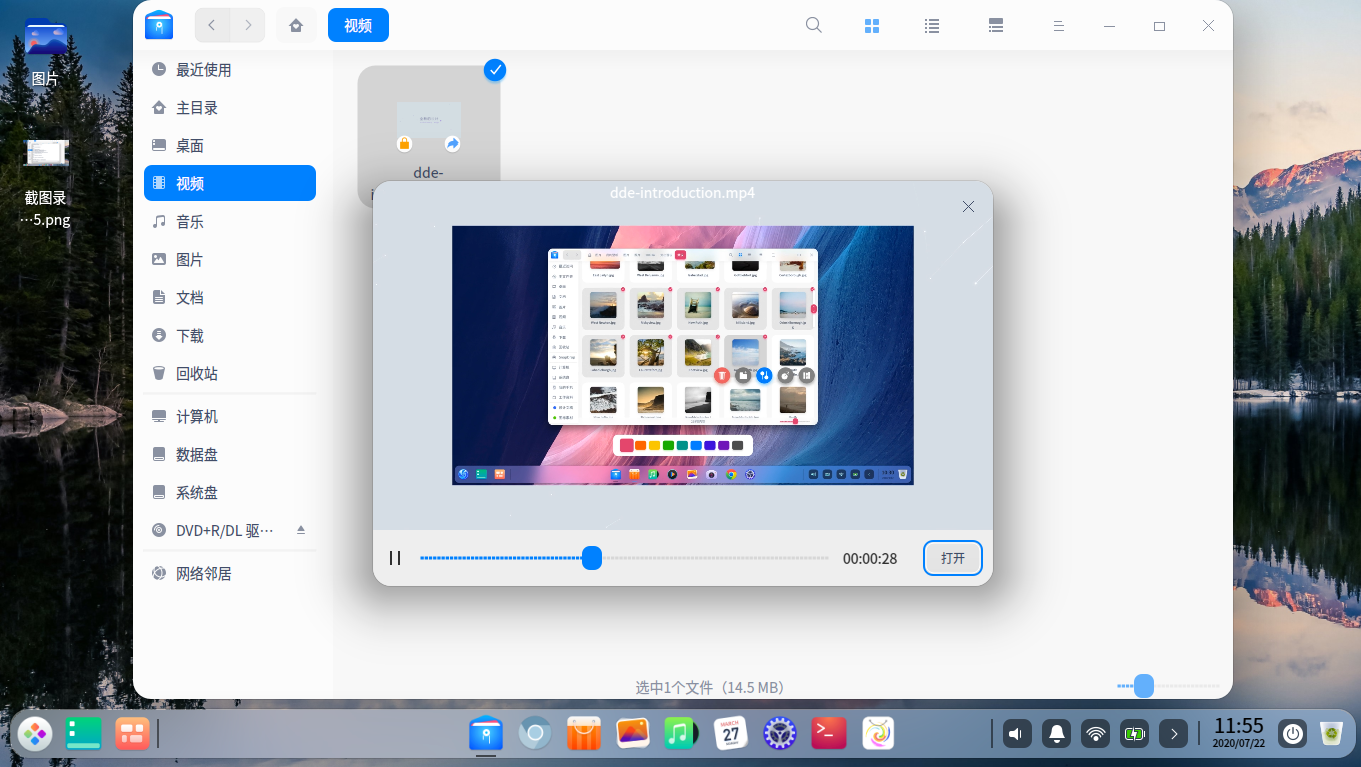 图片
截图录
…5.png
视频
最近使用
主目录
桌面
视频
音乐
图片
文档
下载
回收站
计算机
数据盘
系统盘
DVD+R/DL 驱…
网络邻居
dde-
dde-introduction.mp4
00:00:28
打开
选中1个文件（14.5 MB）
MARCH
27
11:55
2020/07/22